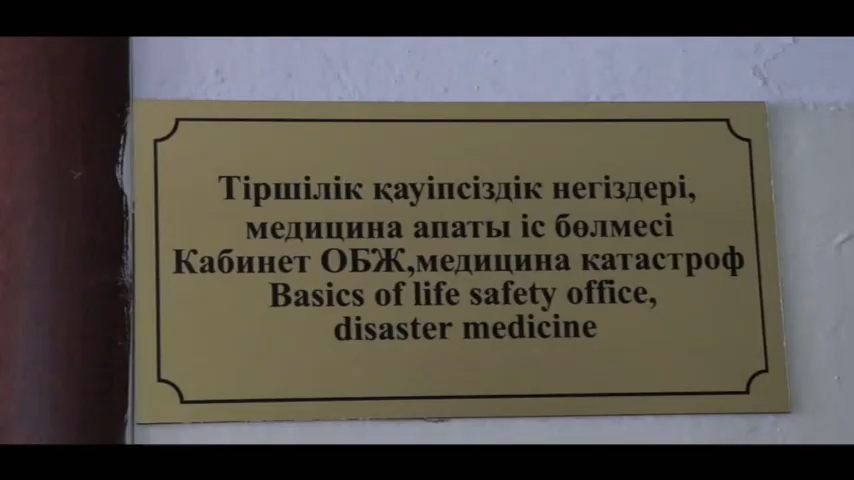 Тіршілік қауіпсіздік негіздері,
медицина апаты іс бөлмесі
Кабинет ОБЖ,медицина катастроф
Basics of life safety office,
disaster medicine